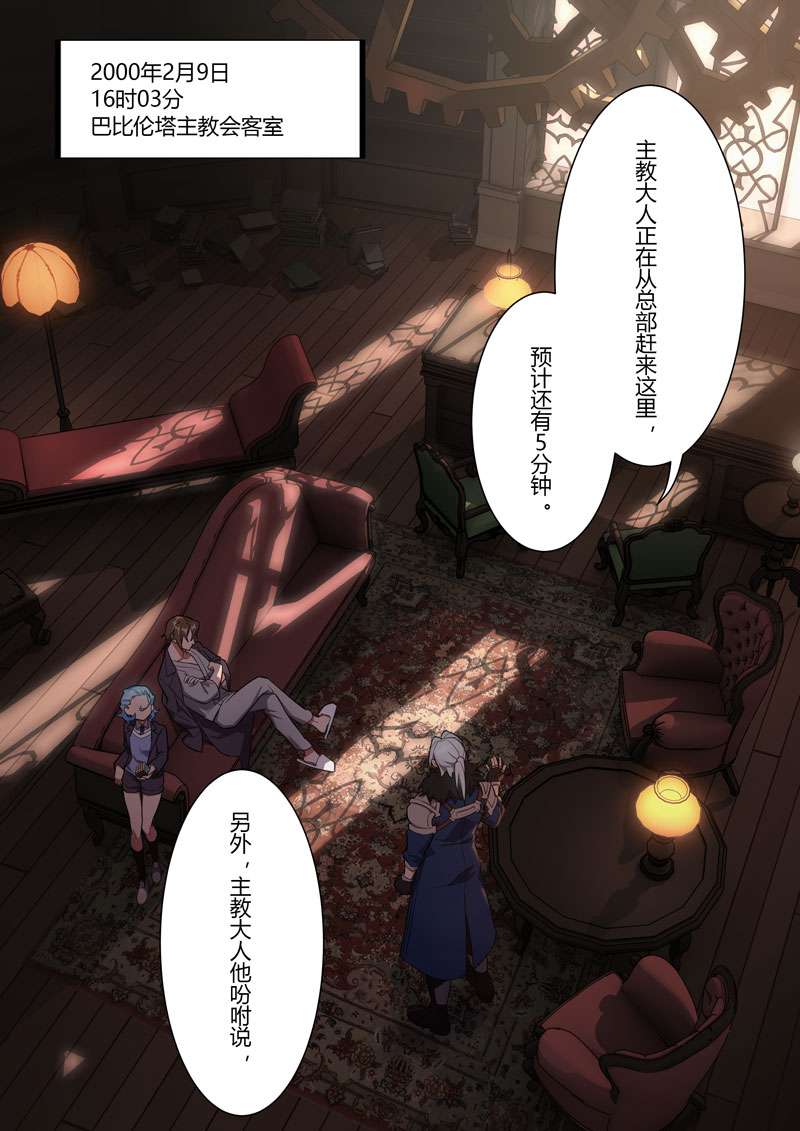 2000年2月9日
16时03分
巴比伦塔主教会客室
主教大人正在从总部赶来这里，
预计还有5分钟。
另外，主教大人他吩咐说，